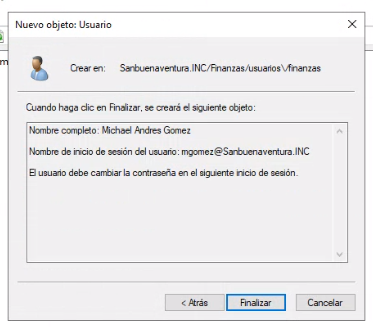 Nuevo objeto: Usuario
Crear en: Sanbuenaventura.INC/Finanzas/usuarios\/finanzas
Cuando haga clic en Finalizar, se creará el siguiente objeto:
Nombre completo: Michael Andres Gomez
Nombre de inicio de sesión del usuario: mgomez@Sanbuenaventura.INC
El usuario debe cambiar la contraseña en el siguiente inicio de sesión.
< Atrás Finalizar Cancelar